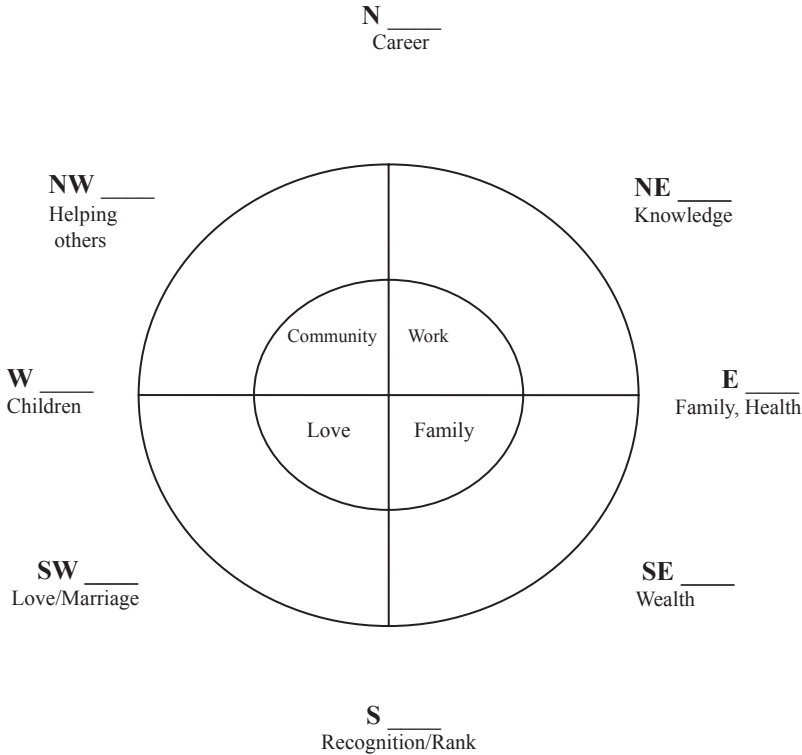 N ____
Career
NW ____
Helping
others
NE ____
Knowledge
Community
Work
W ____
Children
E ____
Family, Health
Love
Family
SW ____
Love/Marriage
SE ____
Wealth
S ____
Recognition/Rank